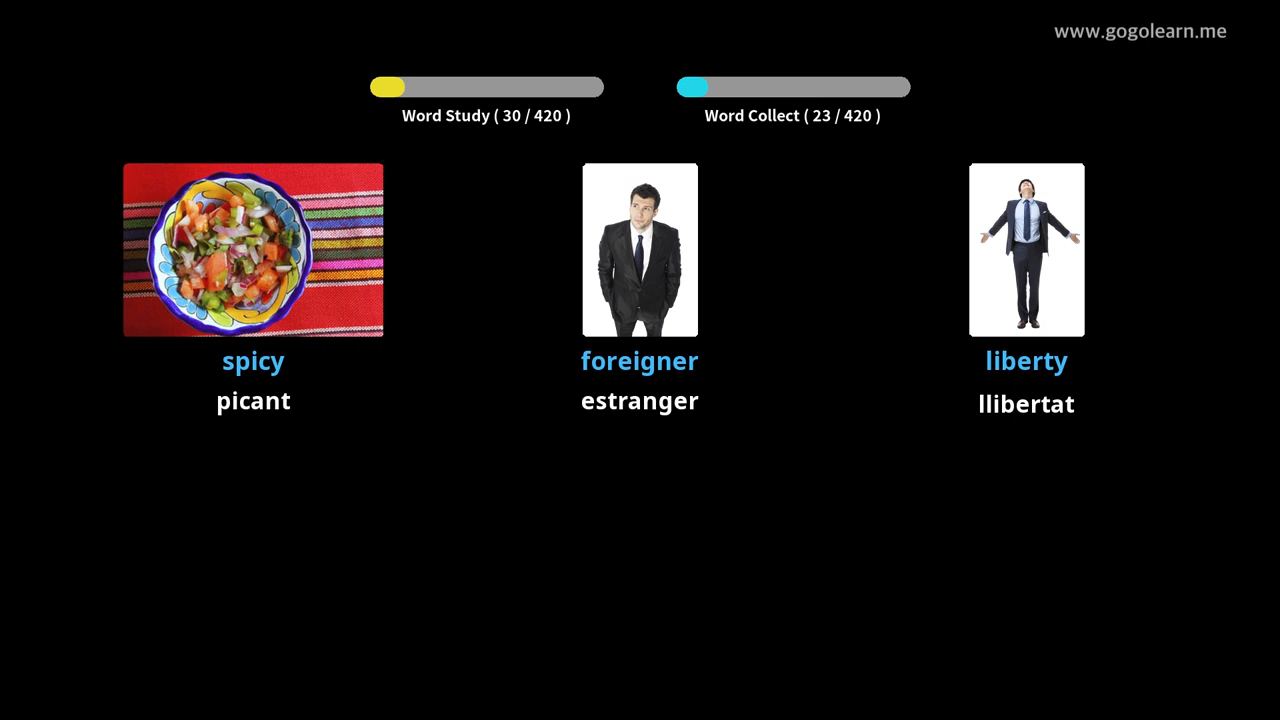 www.gogolearn.me
Word Study ( 30 / 420 )
Word Collect ( 23 / 420 )
spicy
foreigner
liberty
picant
estranger
llibertat